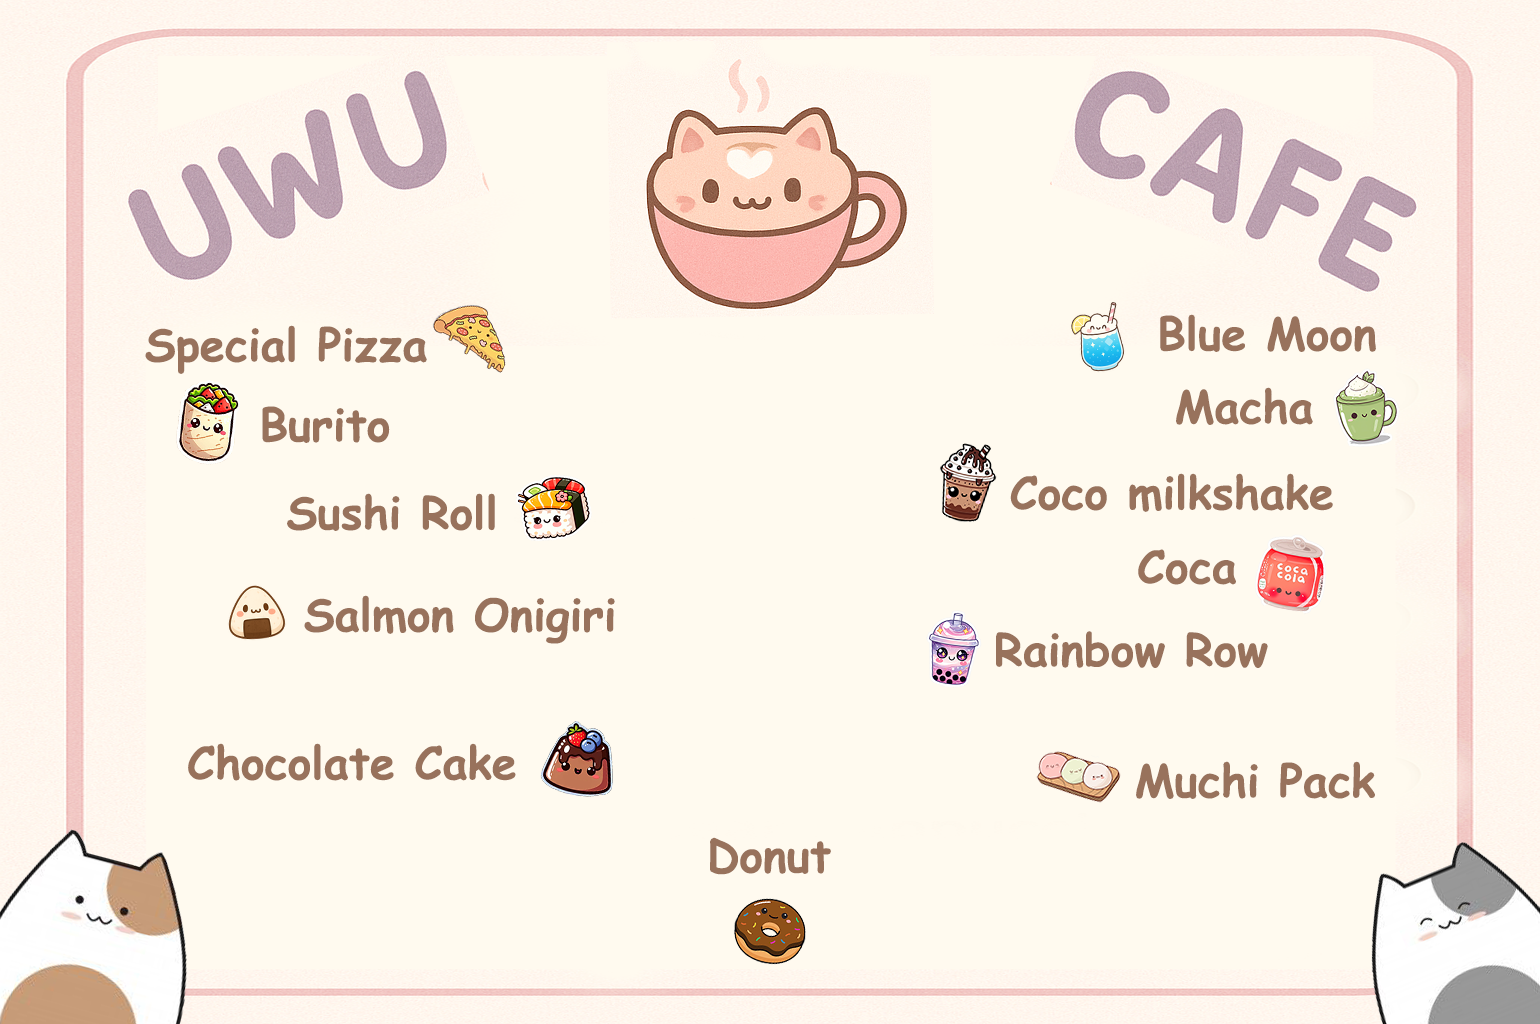 UWU CAFE
Special Pizza
Burito
Sushi Roll
Salmon Onigiri
Chocolate Cake
Blue Moon
Macha
Coco milkshake
Coca
coca
cola
Rainbow Row
Muchi Pack
Donut